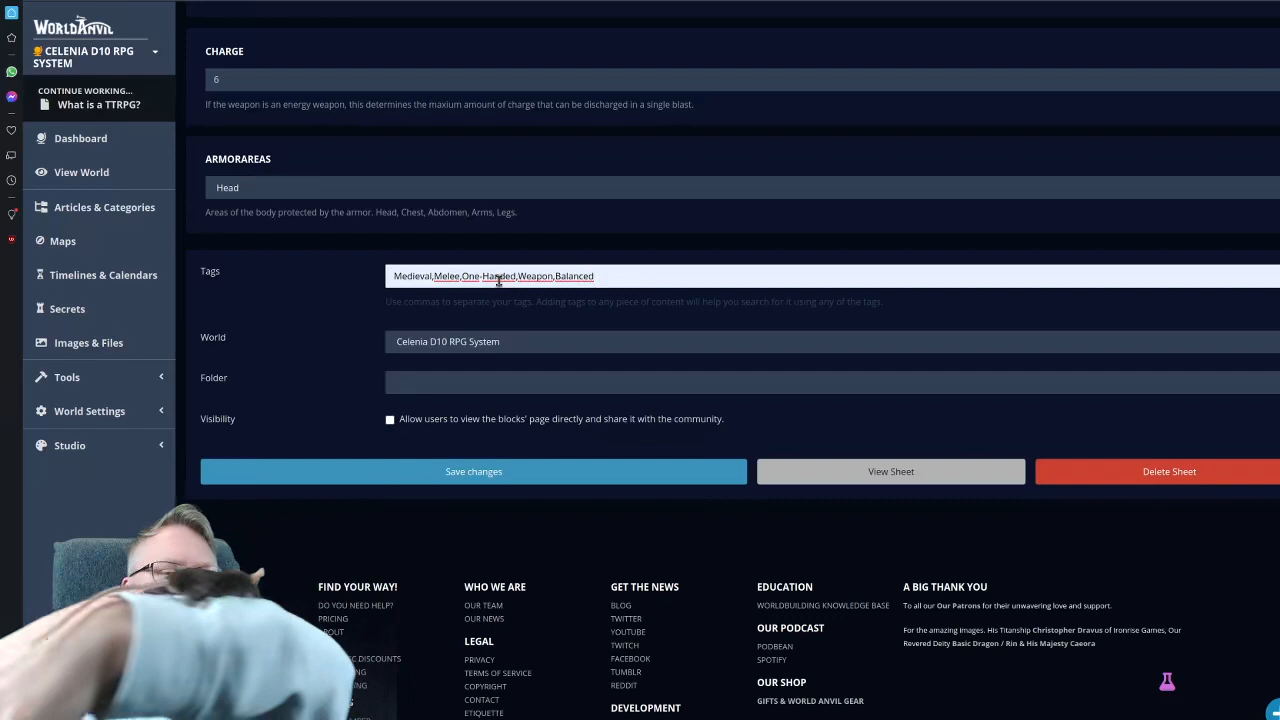 WORLDANVIL
CELENIA D10 RPG
SYSTEM
CONTINUE WORKING...
What is a TTRPG?
Dashboard
View World
Articles & Categories
Maps
Timelines & Calendars
Secrets
Images & Files
Tools
World Settings
Studio
CHARGE
6
If the weapon is an energy weapon, this determines the maxium amount of charge that can be discharged in a single blast.
ARMORAREAS
Head
Areas of the body protected by the armor. Head, Chest, Abdomen, Arms, Legs.
Tags
Medieval,Melee,One-Handed,Weapon,Balanced
Use commas to separate your tags. Adding tags to any piece of content will help you search for it using any of the tags.
World
Celenia D10 RPG System
Folder
Visibility
Allow users to view the blocks' page directly and share it with the community.
Save changes
View Sheet
Delete Sheet
FIND YOUR WAY!
DO YOU NEED HELP?
PRICING
DISCOUNTS
WHO WE ARE
OUR TEAM
OUR NEWS
LEGAL
PRIVACY
TERMS OF SERVICE
COPYRIGHT
CONTACT
ETIQUETTE
GET THE NEWS
BLOG
TWITTER
YOUTUBE
TWITCH
FACEBOOK
TUMBLR
REDDIT
DEVELOPMENT
EDUCATION
WORLDBUILDING KNOWLEDGE BASE
OUR PODCAST
PODBEAN
SPOTIFY
OUR SHOP
GIFTS & WORLD ANVIL GEAR
A BIG THANK YOU
To all our Our Patrons for their unwavering love and support.
For the amazing images. His Titanship Christopher Dravus of Ironrise Games, Our
Revered Deity Basic Dragon / Rin & His Majesty Caeora